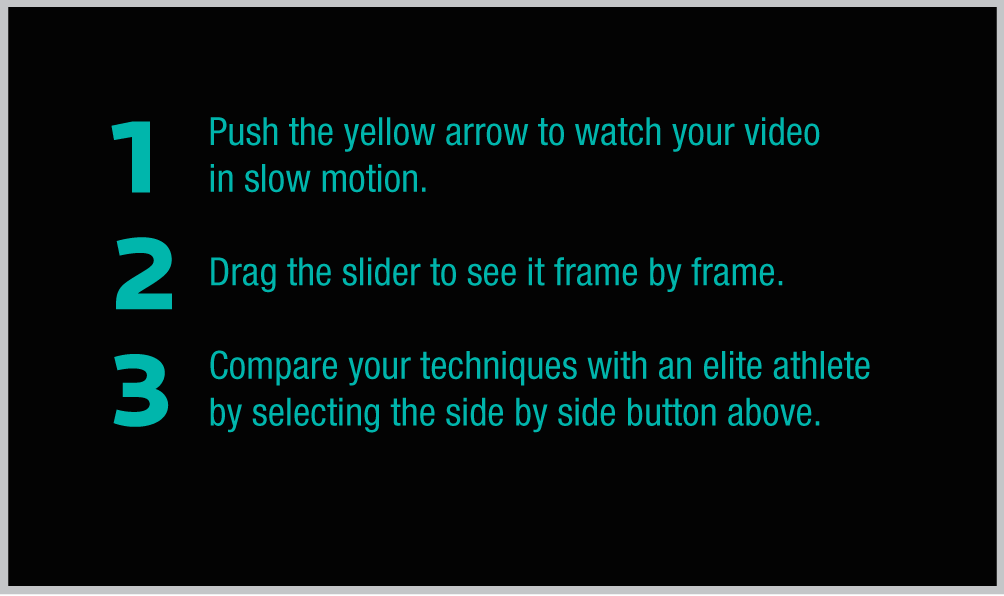 1 Push the yellow arrow to watch your video
in slow motion.
2 Drag the slider to see it frame by frame.
3 Compare your techniques with an elite athlete
by selecting the side by side button above.